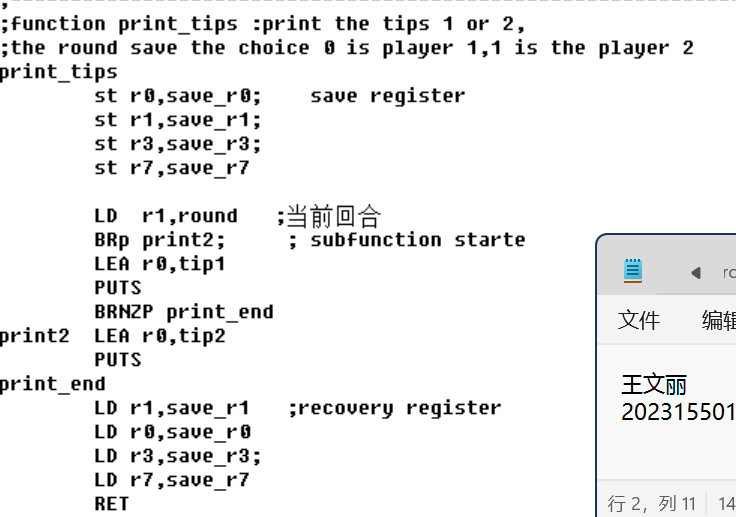 ;function print_tips :print the tips 1 or 2,
;the round save the choice 0 is player 1,1 is the player 2
print_tips
st r0,save_r0; save register
st r1,save_r1;
st r3,save_r3;
st r7,save_r7
LD r1,round ;当前回合
BRp print2; ; subfunction starte
LEA r0,tip1
PUTS
BRNZP print_end
print2 LEA r0,tip2
PUTS
print_end
LD r1,save_r1 ;recovery register
LD r0,save_r0
LD r3,save_r3;
LD r7,save_r7
RET
文件 编辑
王文丽
202315501
行 2，列 11 14